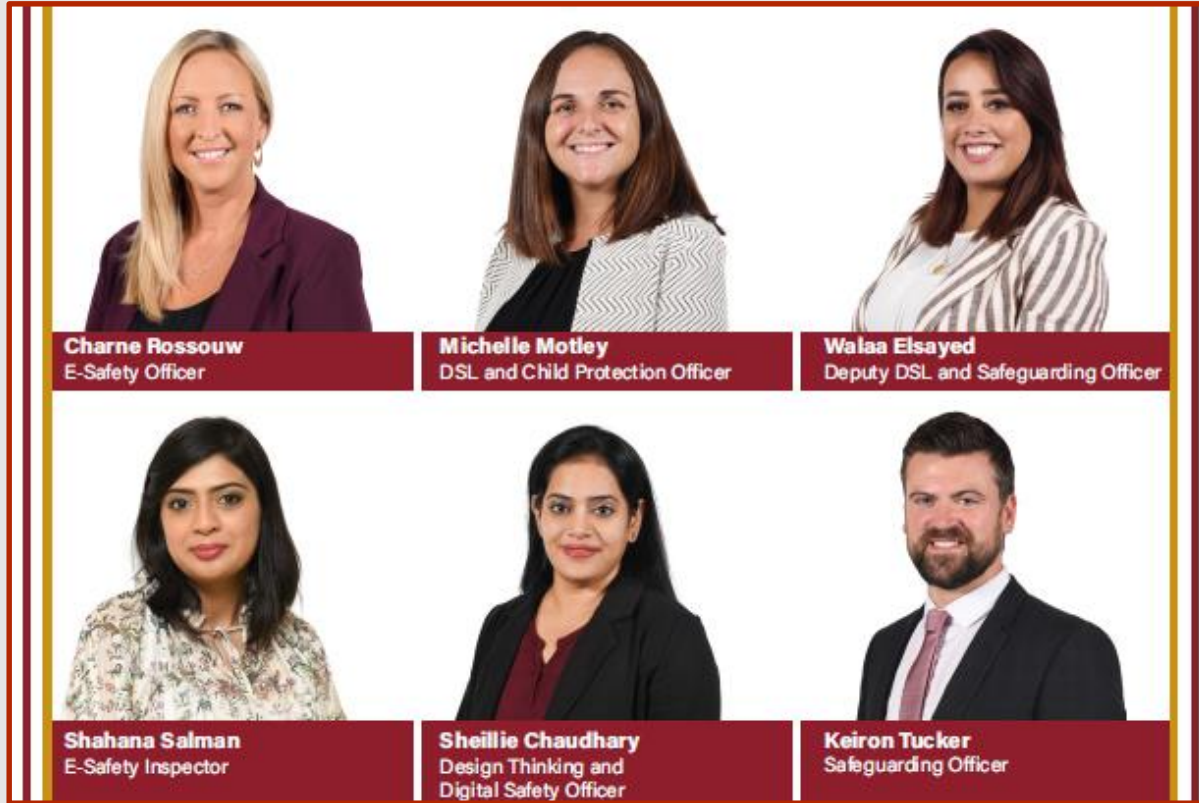 Charne Rossouw
E-Safety Officer
Michelle Motley
DSL and Child Protection Officer
Walaa Elsayed
Deputy DSL and Safeguarding Officer
Shahana Salman
E-Safety Inspector
Sheillie Chaudhary
Design Thinking and
Digital Safety Officer
Keiron Tucker
Safeguarding Officer